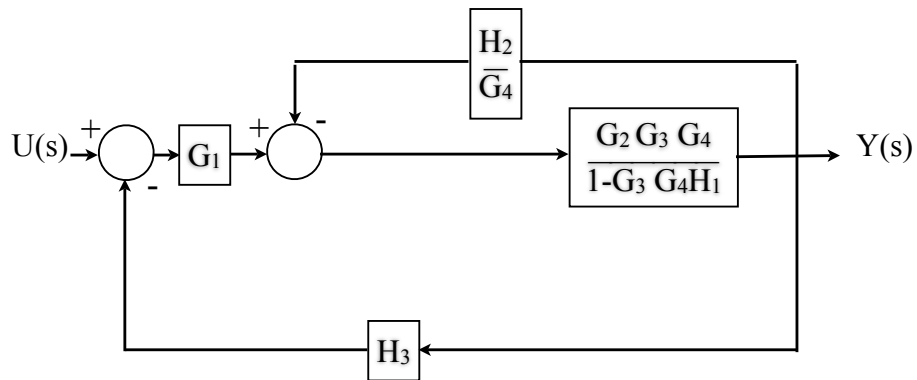 H₂
G₄
U(s) + G₁ + - G₂ G₃ G₄ Y(s)
1-G₃ G₄H₁
-
H₃